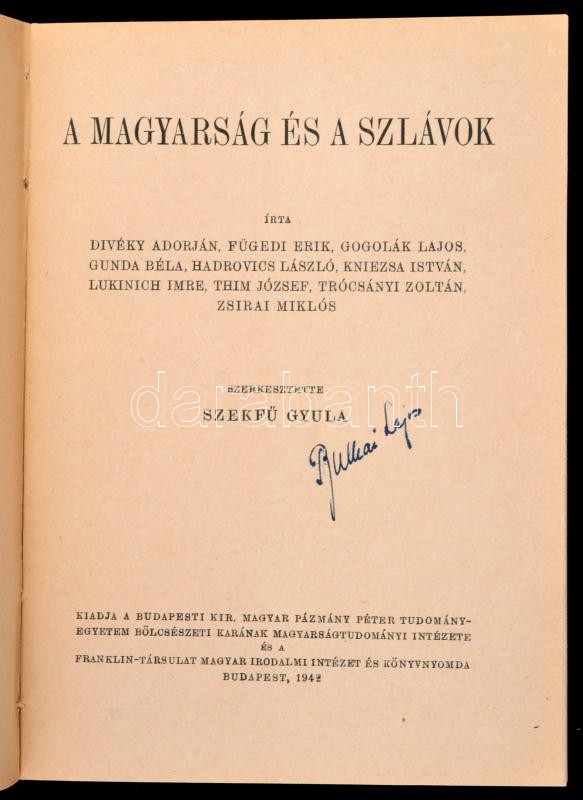 A MAGYARSÁG ÉS A SZLÁVOK
ÍRTA
DIVÉKY ADORJÁN, FÜGEDI ERIK, GOGOLÁK LAJOS,
GUNDA BÉLA, HADROVICS LÁSZLÓ, KNIEZSA ISTVÁN,
LUKINICH IMRE, THIM JÓZSEF, TRÓCSÁNYI ZOLTÁN,
ZSIRAI MIKLÓS
SZERKESZTETTE
darabanth
SZEKFŰ GYULA
Lajos
KIADJA A BUDAPESTI KIR. MAGYAR PÁZMÁNY PÉTER TUDOMÁNY-
EGYETEM BÖLCSÉSZETI KARÁNAK MAGYARSÁGTUDOMÁNYI INTÉZETE
ÉS A
FRANKLIN-TÁRSULAT MAGYAR IRODALMI INTÉZET ÉS KÖNYVNYOMDA
BUDAPEST, 1942